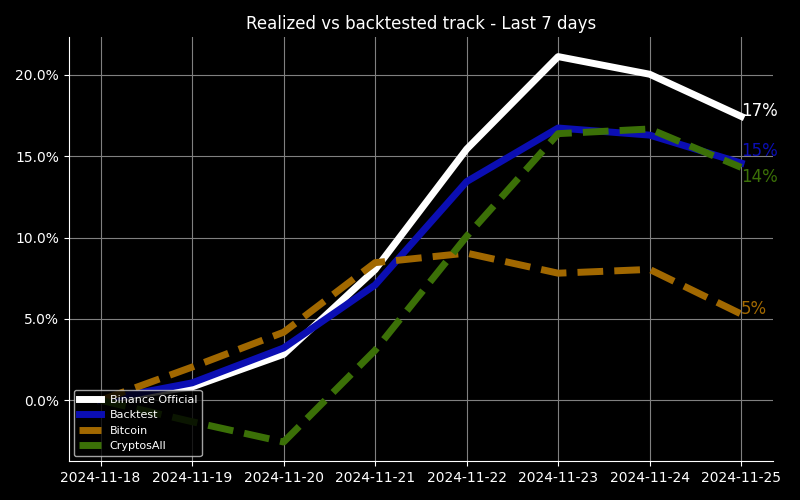 Realized vs backtested track - Last 7 days
20.0%
15.0%
10.0%
5.0%
0.0%
17%
15%
14%
5%
Binance Official
Backtest
Bitcoin
CryptosAll
2024-11-18 2024-11-19 2024-11-20 2024-11-21 2024-11-22 2024-11-23 2024-11-24 2024-11-25